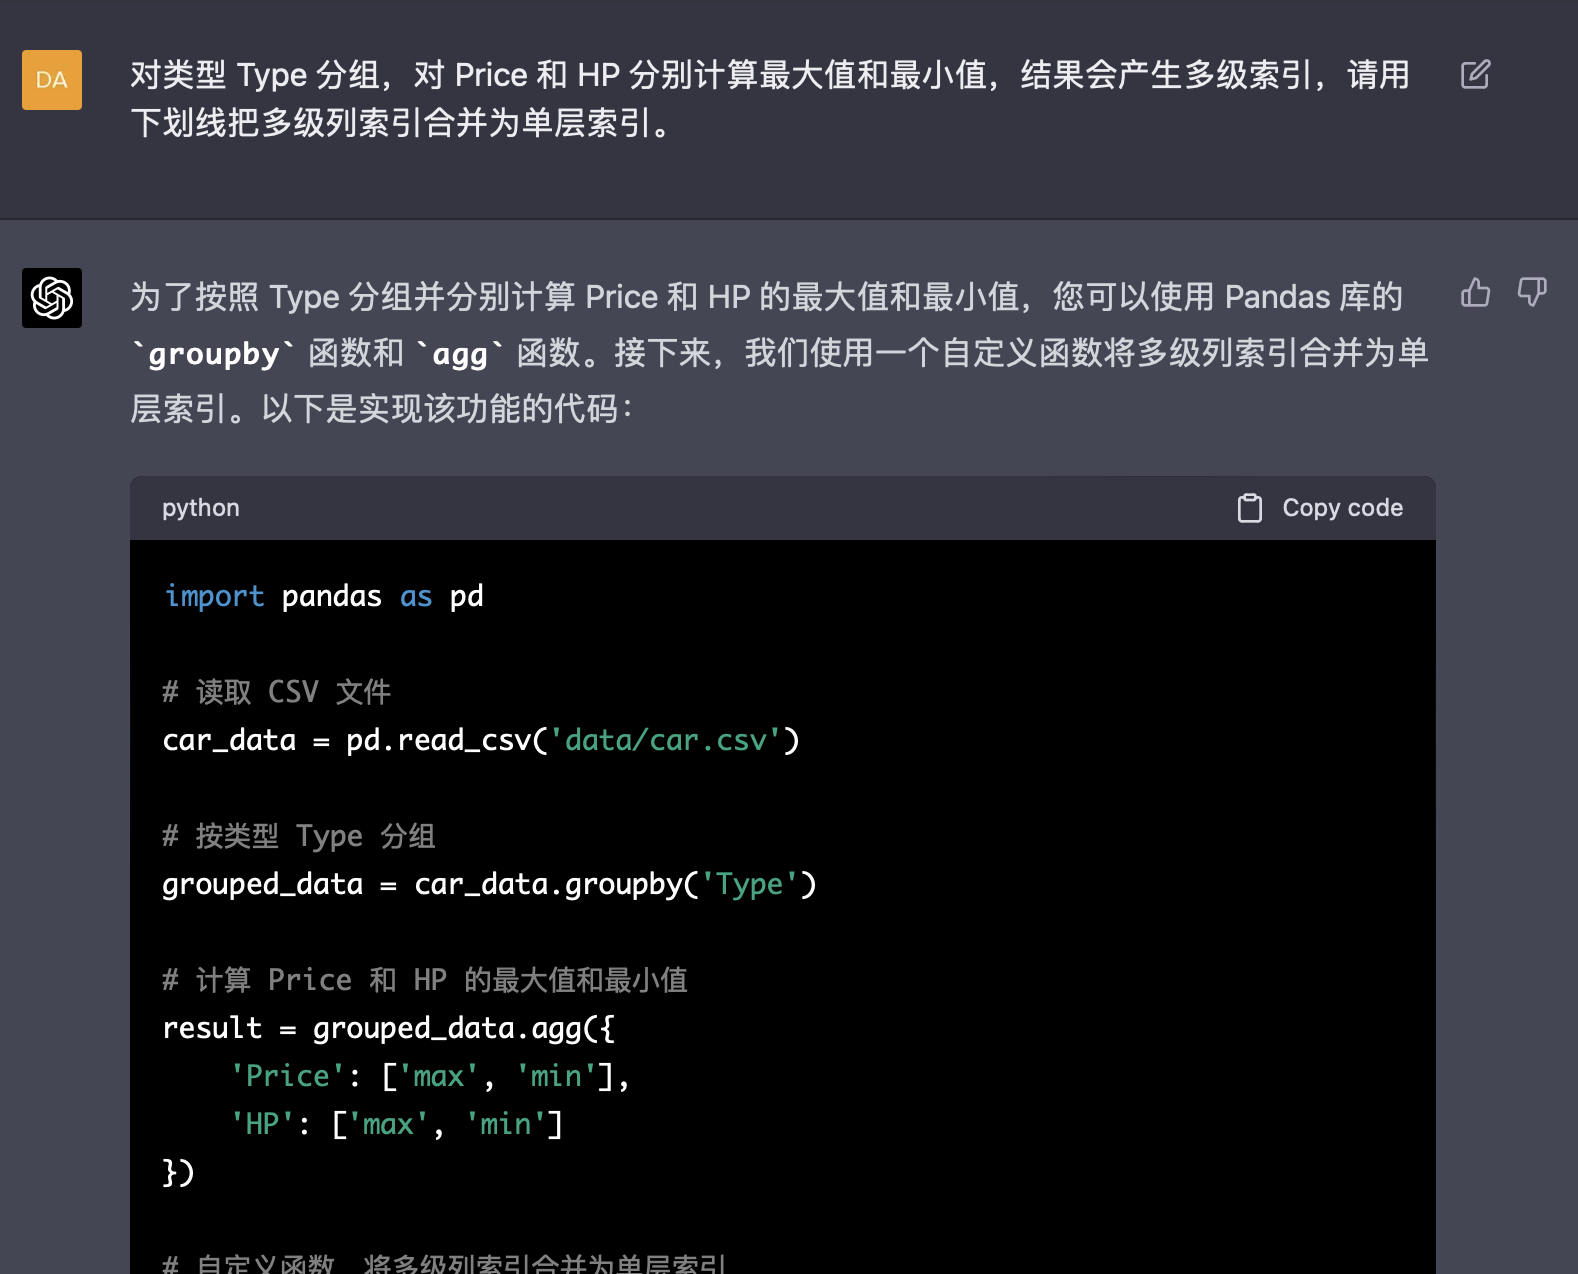 DA
对类型 Type 分组，对 Price 和 HP 分别计算最大值和最小值，结果会产生多级索引，请用
下划线把多级列索引合并为单层索引。
为了按照 Type 分组并分别计算 Price 和 HP 的最大值和最小值，您可以使用 Pandas 库的
`groupby` 函数和 `agg` 函数。接下来，我们使用一个自定义函数将多级列索引合并为单
层索引。以下是实现该功能的代码：
python
Copy code
import pandas as pd
# 读取 CSV 文件
car_data = pd.read_csv('data/car.csv')
# 按类型 Type 分组
grouped_data = car_data.groupby('Type')
# 计算 Price 和 HP 的最大值和最小值
result = grouped_data.agg({
    'Price': ['max', 'min'],
    'HP': ['max', 'min']
})
# 自定义函数，将多级列索引合并为单层索引